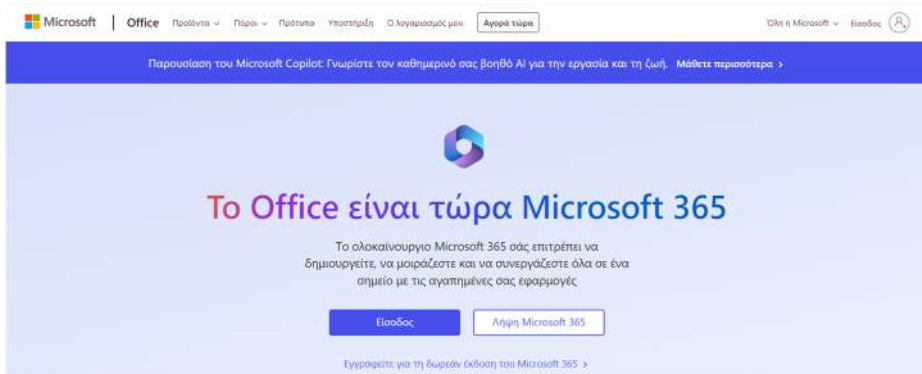 Microsoft | Office Προϊόντα Πόροι Πρότυπα Υποστήριξη Ο λογαριασμός μου Αγορά τώρα Όλη η Microsoft Είσοδος
Παρουσίαση του Microsoft Copilot: Γνωρίστε τον καθημερινό σας βοηθό AI για την εργασία και τη ζωή. Μάθετε περισσότερα >
Το Office είναι τώρα Microsoft 365
Το ολοκαίνουργιο Microsoft 365 σάς επιτρέπει να
δημιουργείτε, να μοιράζεστε και να συνεργάζεστε όλα σε ένα
σημείο με τις αγαπημένες σας εφαρμογές
Είσοδος Λήψη Microsoft 365
Εγγραφείτε για τη δωρεάν έκδοση του Microsoft 365 >